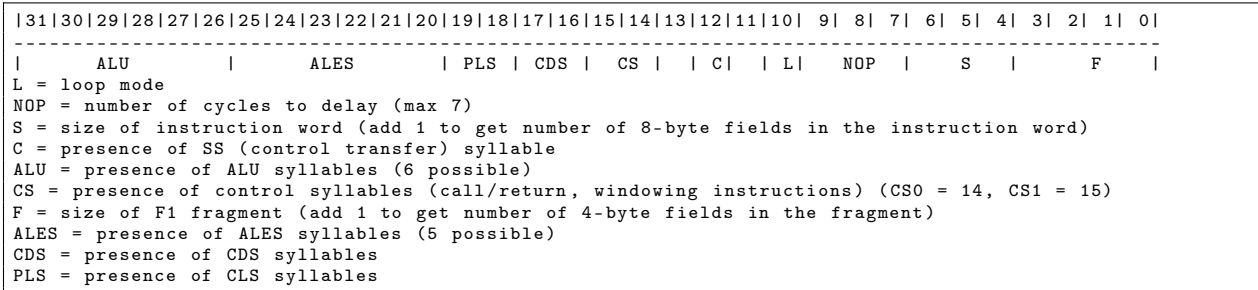 |31|30|29|28|27|26|25|24|23|22|21|20|19|18|17|16|15|14|13|12|11|10| 9| 8| 7| 6| 5| 4| 3| 2| 1| 0|
-------------------------------------------------------------------------------------------------
| ALU | ALES | PLS | CDS | CS | | C| | L| NOP | S | F |
L = loop mode
NOP = number of cycles to delay (max 7)
S = size of instruction word (add 1 to get number of 8-byte fields in the instruction word)
C = presence of SS (control transfer) syllable
ALU = presence of ALU syllables (6 possible)
CS = presence of control syllables (call/return, windowing instructions) (CS0 = 14, CS1 = 15)
F = size of F1 fragment (add 1 to get number of 4-byte fields in the fragment)
ALES = presence of ALES syllables (5 possible)
CDS = presence of CDS syllables
PLS = presence of CLS syllables